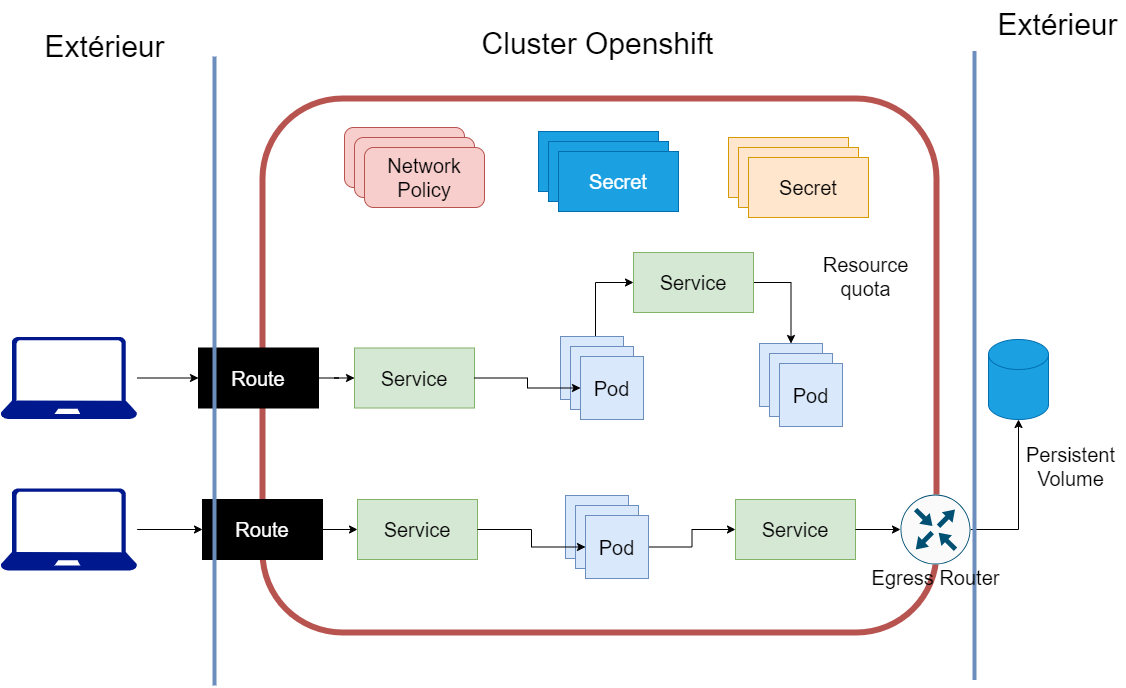 Extérieur
Cluster Openshift
Extérieur
Network
Policy
Secret
Secret
Service
Resource
quota
Route
Service
Pod
Pod
Persistent
Volume
Route
Service
Pod
Service
Egress Router